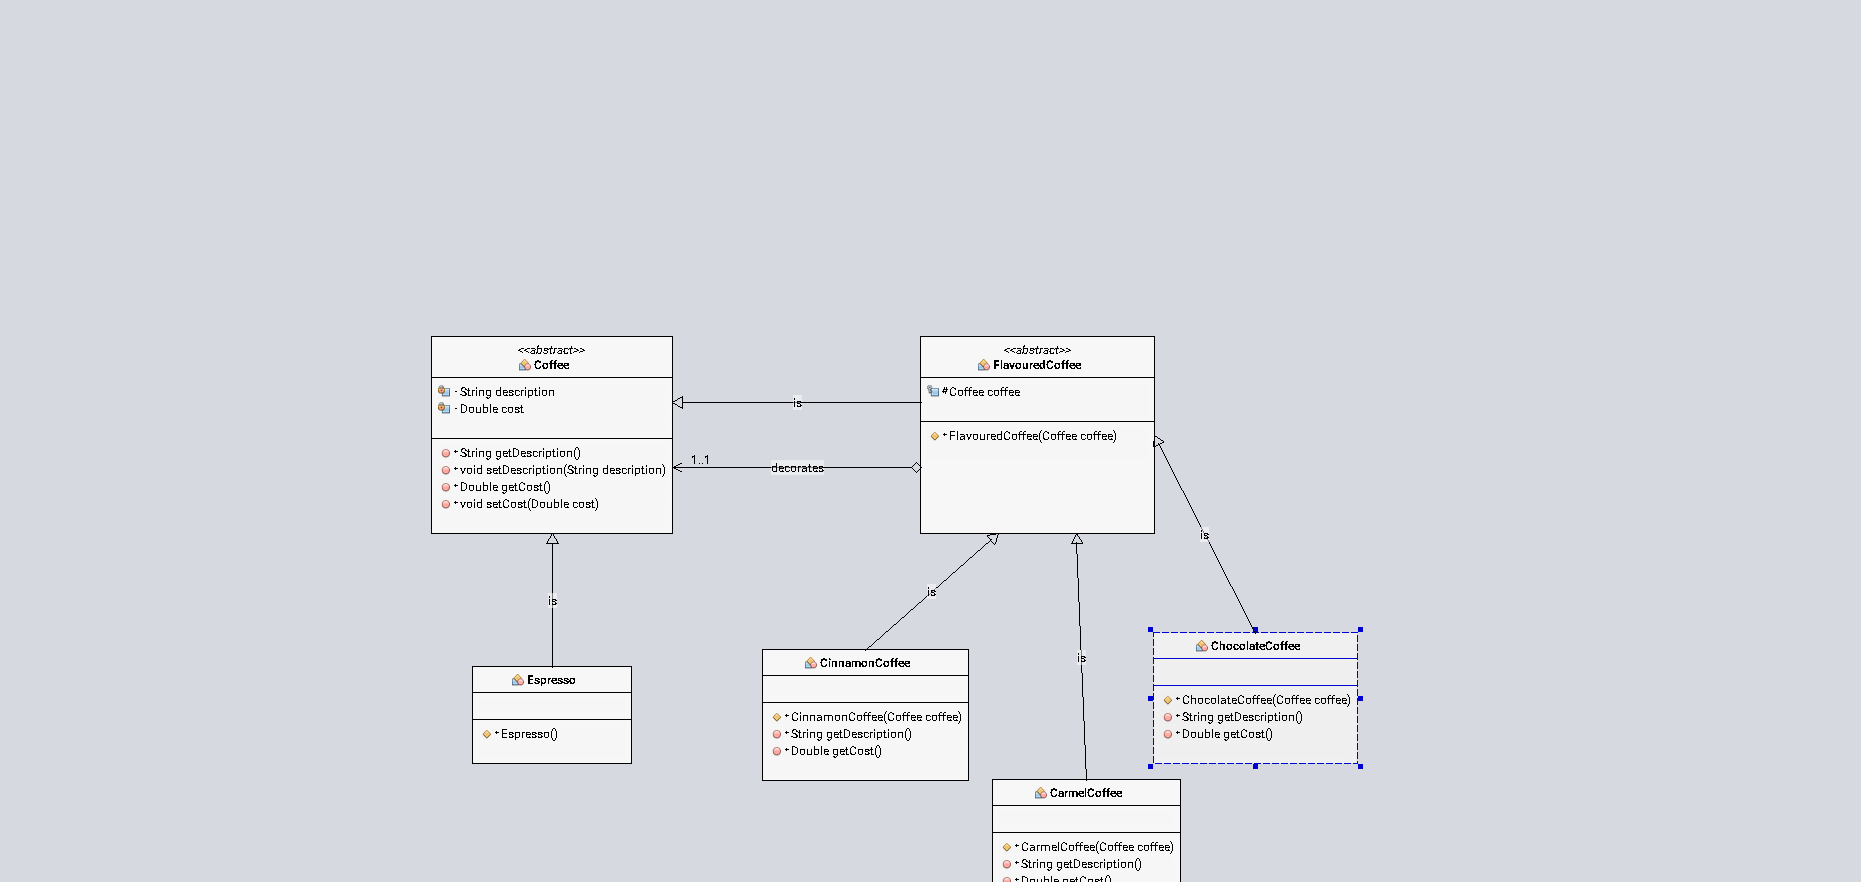 <<abstract>>
Coffee
- String description
- Double cost
+ String getDescription()
+ void setDescription(String description)
+ Double getCost()
+ void setCost(Double cost)
is
1..1
decorates
<<abstract>>
FlavouredCoffee
# Coffee coffee
+ FlavouredCoffee(Coffee coffee)
is
is
is
is
Espresso
+ Espresso()
CinnamonCoffee
+ CinnamonCoffee(Coffee coffee)
+ String getDescription()
+ Double getCost()
ChocolateCoffee
+ ChocolateCoffee(Coffee coffee)
+ String getDescription()
+ Double getCost()
CarmelCoffee
+ CarmelCoffee(Coffee coffee)
+ String getDescription()
+ Double getCost()